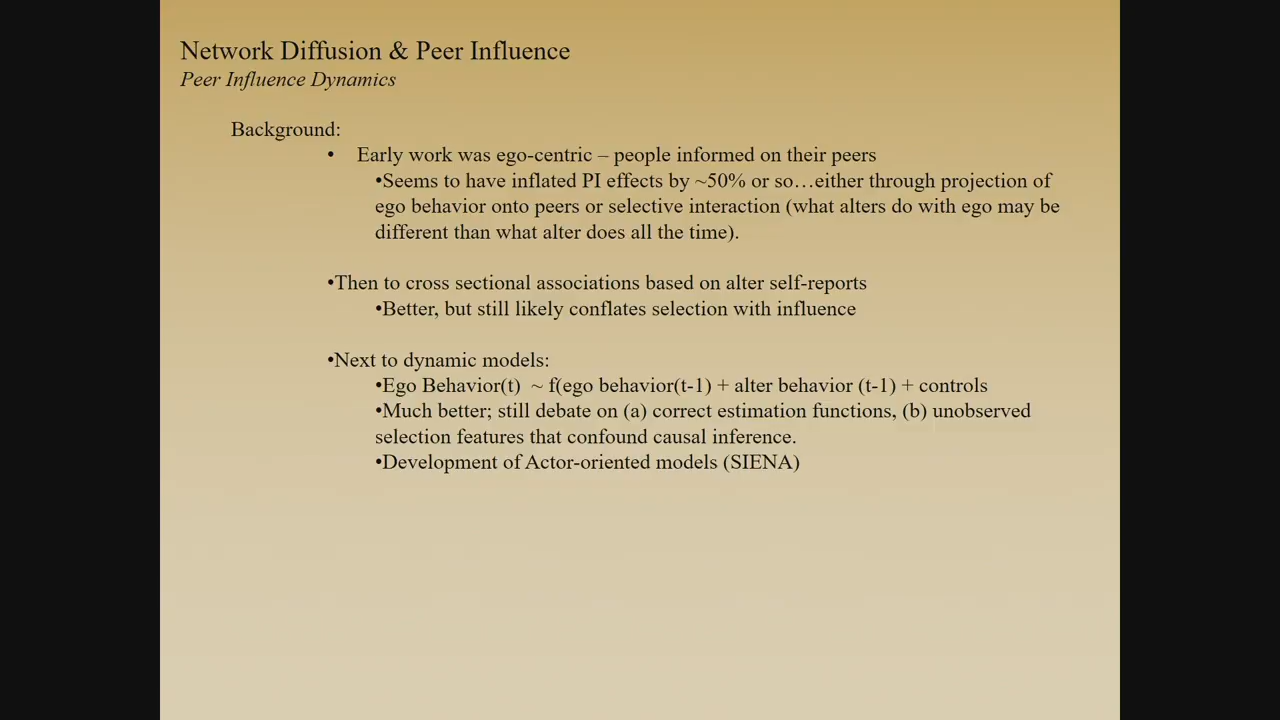 Network Diffusion & Peer Influence
Peer Influence Dynamics
Background:
• Early work was ego-centric – people informed on their peers
•Seems to have inflated PI effects by ~50% or so…either through projection of
ego behavior onto peers or selective interaction (what alters do with ego may be
different than what alter does all the time).
•Then to cross sectional associations based on alter self-reports
•Better, but still likely conflates selection with influence
•Next to dynamic models:
•Ego Behavior(t) ~ f(ego behavior(t-1) + alter behavior (t-1) + controls
•Much better; still debate on (a) correct estimation functions, (b) unobserved
selection features that confound causal inference.
•Development of Actor-oriented models (SIENA)